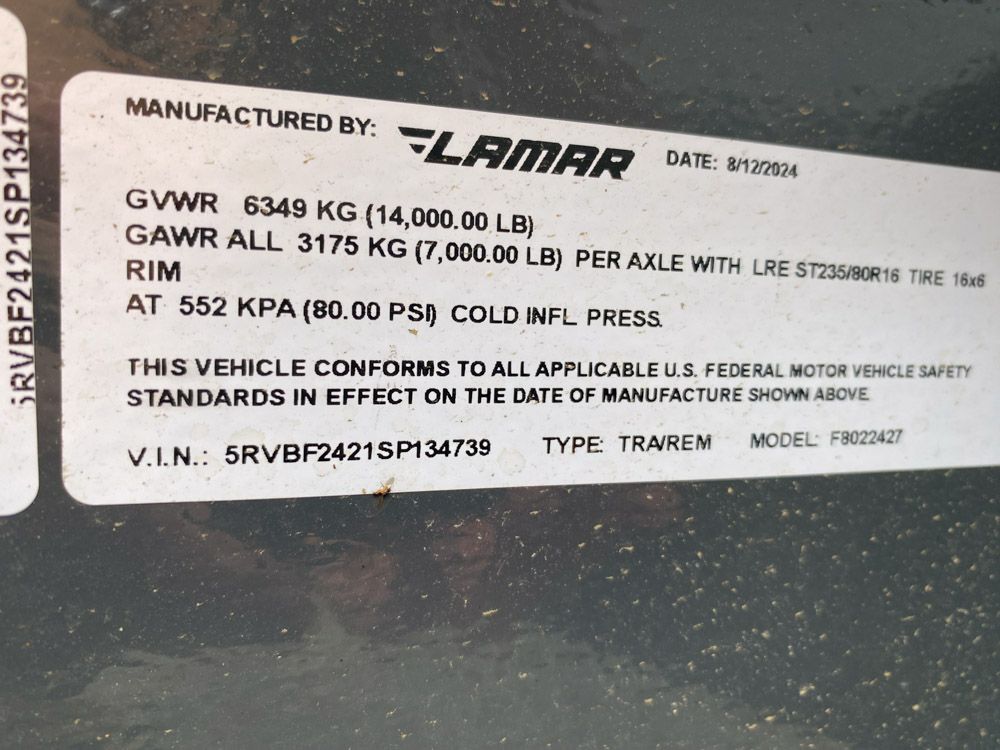 MANUFACTURED BY: LAMAR DATE: 8/12/2024
GVWR 6349 KG (14,000.00 LB)
GAWR ALL 3175 KG (7,000.00 LB) PER AXLE WITH LRE ST235/80R16 TIRE 16x6
RIM
AT 552 KPA (80.00 PSI) COLD INFL PRESS.
THIS VEHICLE CONFORMS TO ALL APPLICABLE U.S. FEDERAL MOTOR VEHICLE SAFETY
STANDARDS IN EFFECT ON THE DATE OF MANUFACTURE SHOWN ABOVE.
V.I.N.: 5RVBF2421SP134739 TYPE: TRA/REM MODEL: F8022427
5RVBF2421SP134739